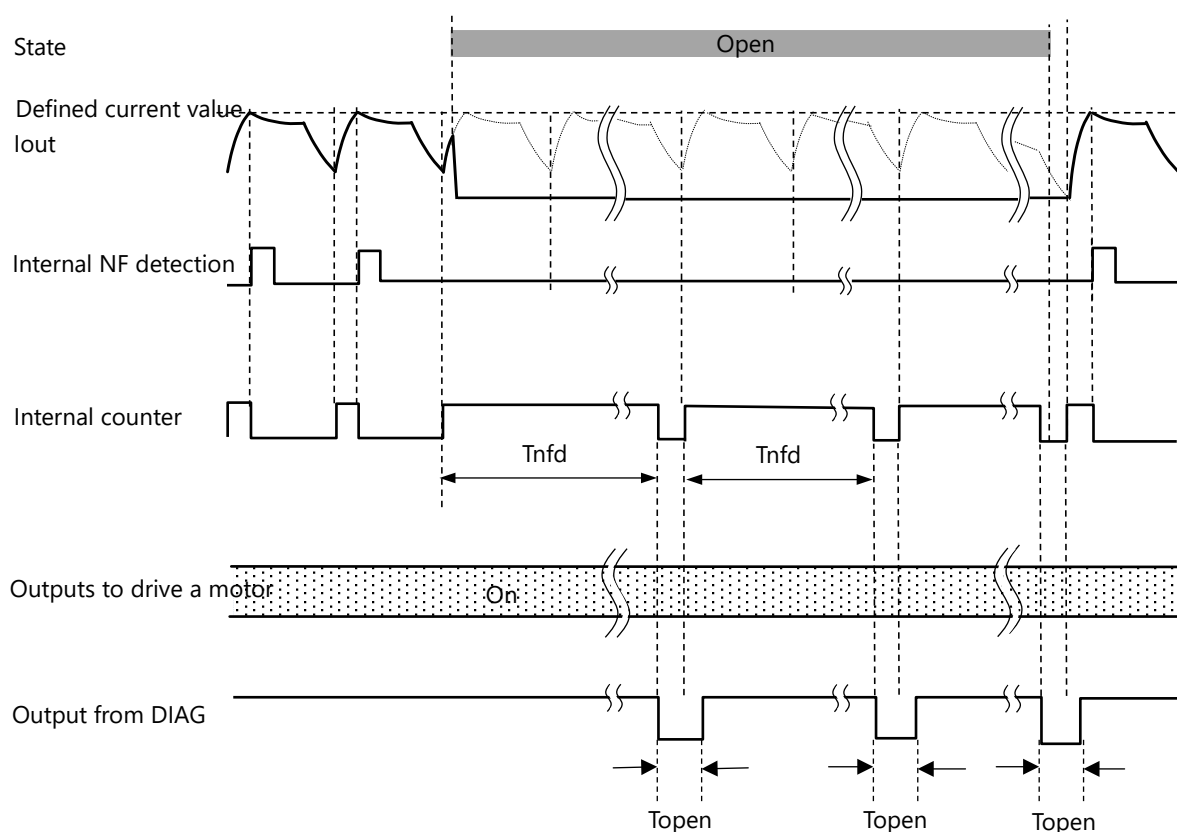 State
Open
Defined current value
Iout
Internal NF detection
Internal counter
Tnfd
Tnfd
Outputs to drive a motor
On
Output from DIAG
Topen
Topen
Topen